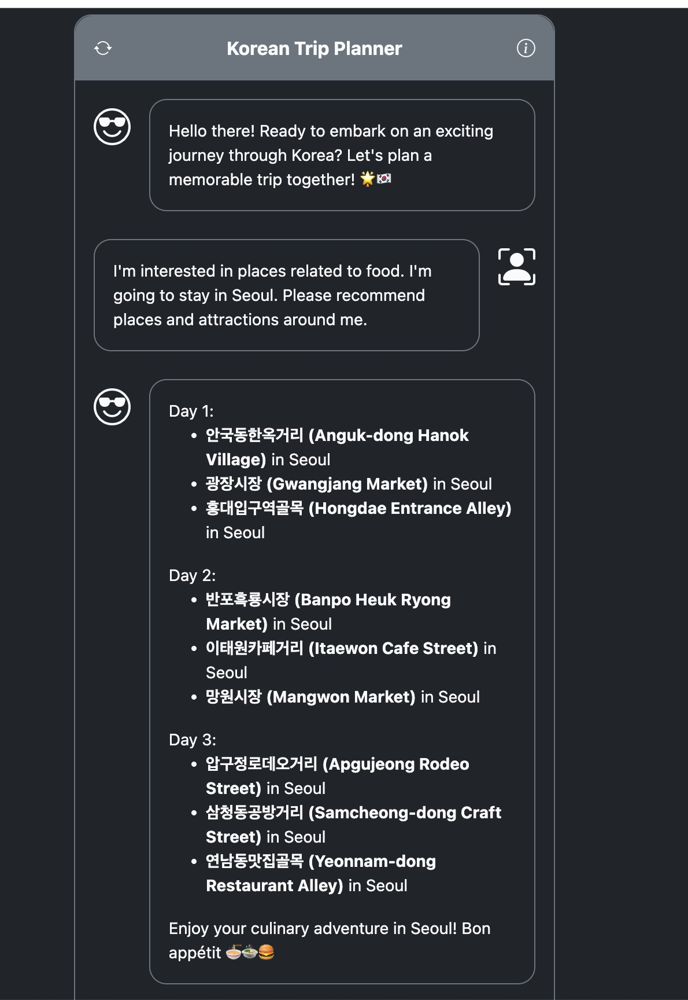 Korean Trip Planner
Hello there! Ready to embark on an exciting
journey through Korea? Let's plan a
memorable trip together! 🌟🇰🇷
I'm interested in places related to food. I'm
going to stay in Seoul. Please recommend
places and attractions around me.
Day 1:
• 안국동한옥거리 (Anguk-dong Hanok
Village) in Seoul
• 광장시장 (Gwangjang Market) in Seoul
• 홍대입구역골목 (Hongdae Entrance Alley)
in Seoul
Day 2:
• 반포흑룡시장 (Banpo Heuk Ryong
Market) in Seoul
• 이태원카페거리 (Itaewon Cafe Street) in
Seoul
• 망원시장 (Mangwon Market) in Seoul
Day 3:
• 압구정로데오거리 (Apgujeong Rodeo
Street) in Seoul
• 삼청동공방거리 (Samcheong-dong Craft
Street) in Seoul
• 연남동맛집골목 (Yeonnam-dong
Restaurant Alley) in Seoul
Enjoy your culinary adventure in Seoul! Bon
appétit 🍜🍲🍔